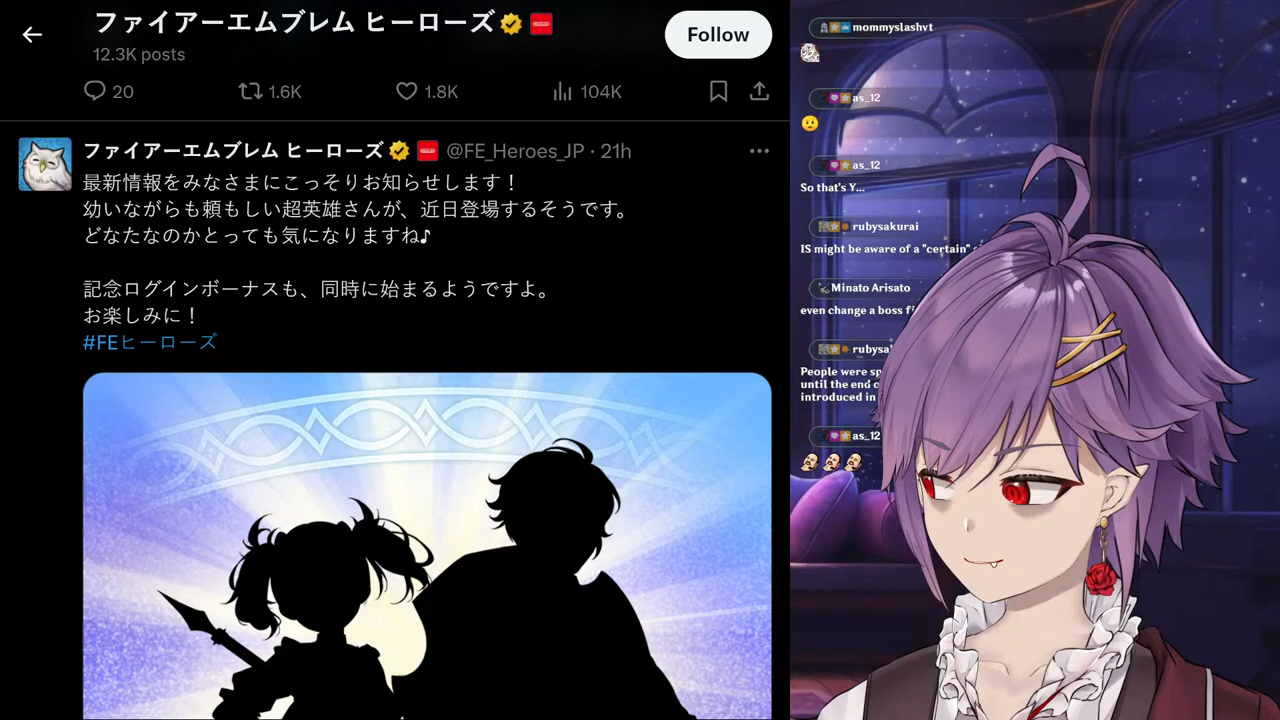 ファイアーエムブレム ヒーローズ
12.3K posts
Follow
20
1.6K
1.8K
104K
ファイアーエムブレム ヒーローズ @FE_Heroes_JP · 21h
最新情報をみなさまにこっそりお知らせします！
幼いながらも頼もしい超英雄さんが、近日登場するそうです。
どなたなのかとっても気になりますね♪
記念ログインボーナスも、同時に始まるようですよ。
お楽しみに！
#FEヒーローズ
mommyslashvt
as_12
as_12
So that's Y...
rubysakurai
IS might be aware of a "certain"
Minato Arisato
even change a boss fi
rubysa
People were sp
until the end o
introduced in
as_12